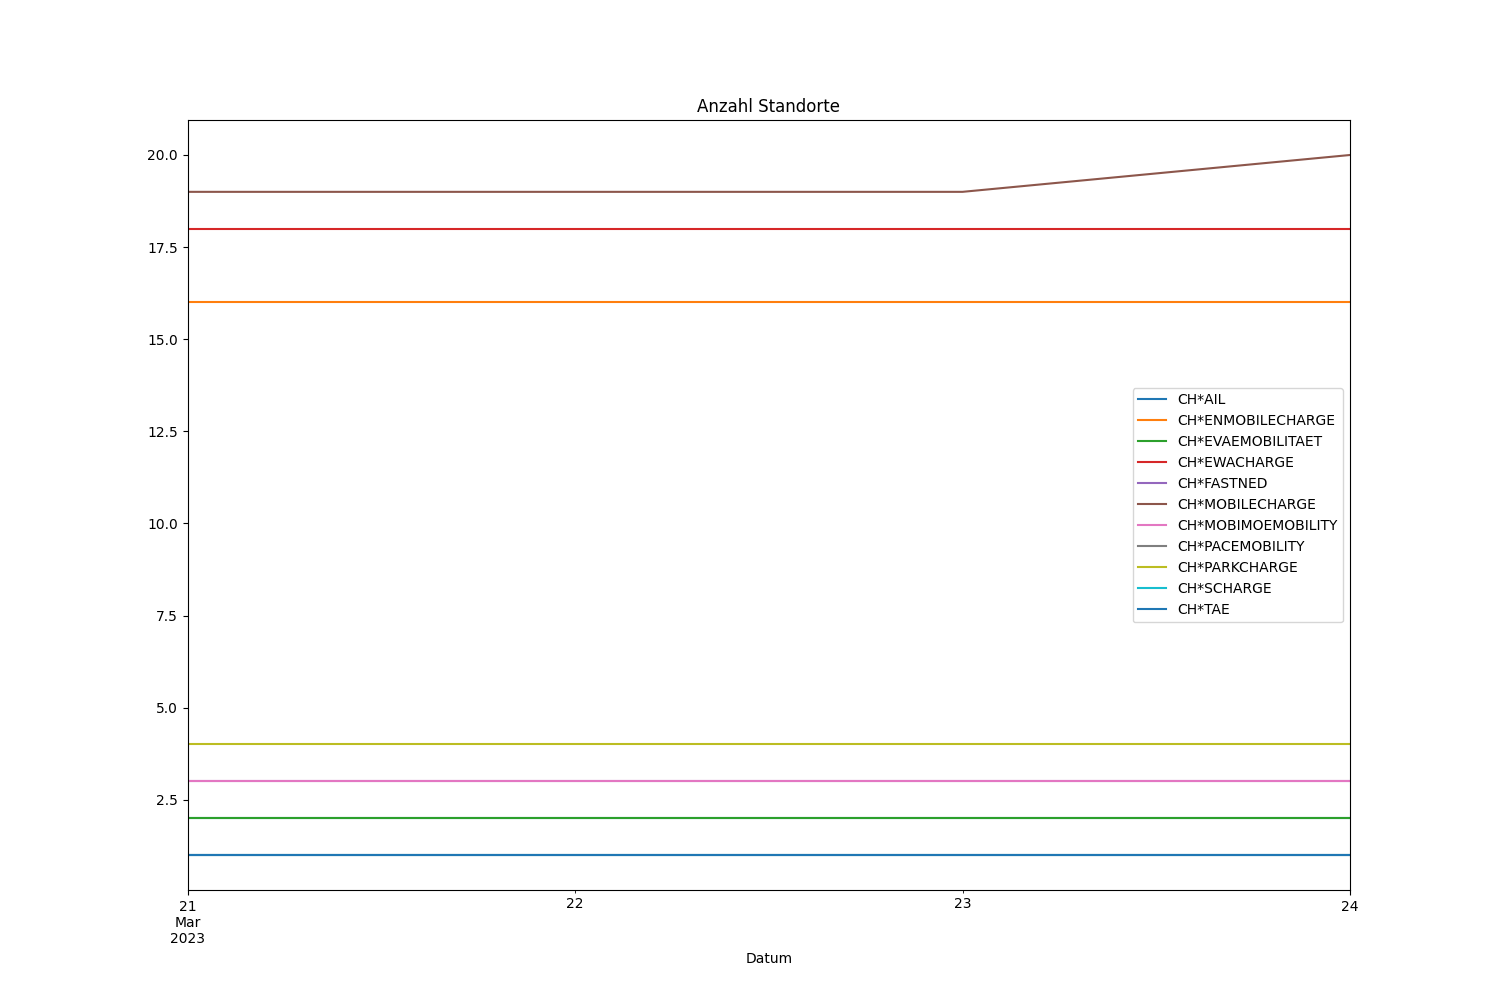 Anzahl Standorte
20.0
17.5
15.0
12.5
10.0
7.5
5.0
2.5
CH*AIL
CH*ENMOBILECHARGE
CH*EVAEMOBILITAET
CH*EWACHARGE
CH*FASTNED
CH*MOBILECHARGE
CH*MOBIMOEMOBILITY
CH*PACEMOBILITY
CH*PARKCHARGE
CH*SCHARGE
CH*TAE
21 22 23 24
Mar
2023
Datum